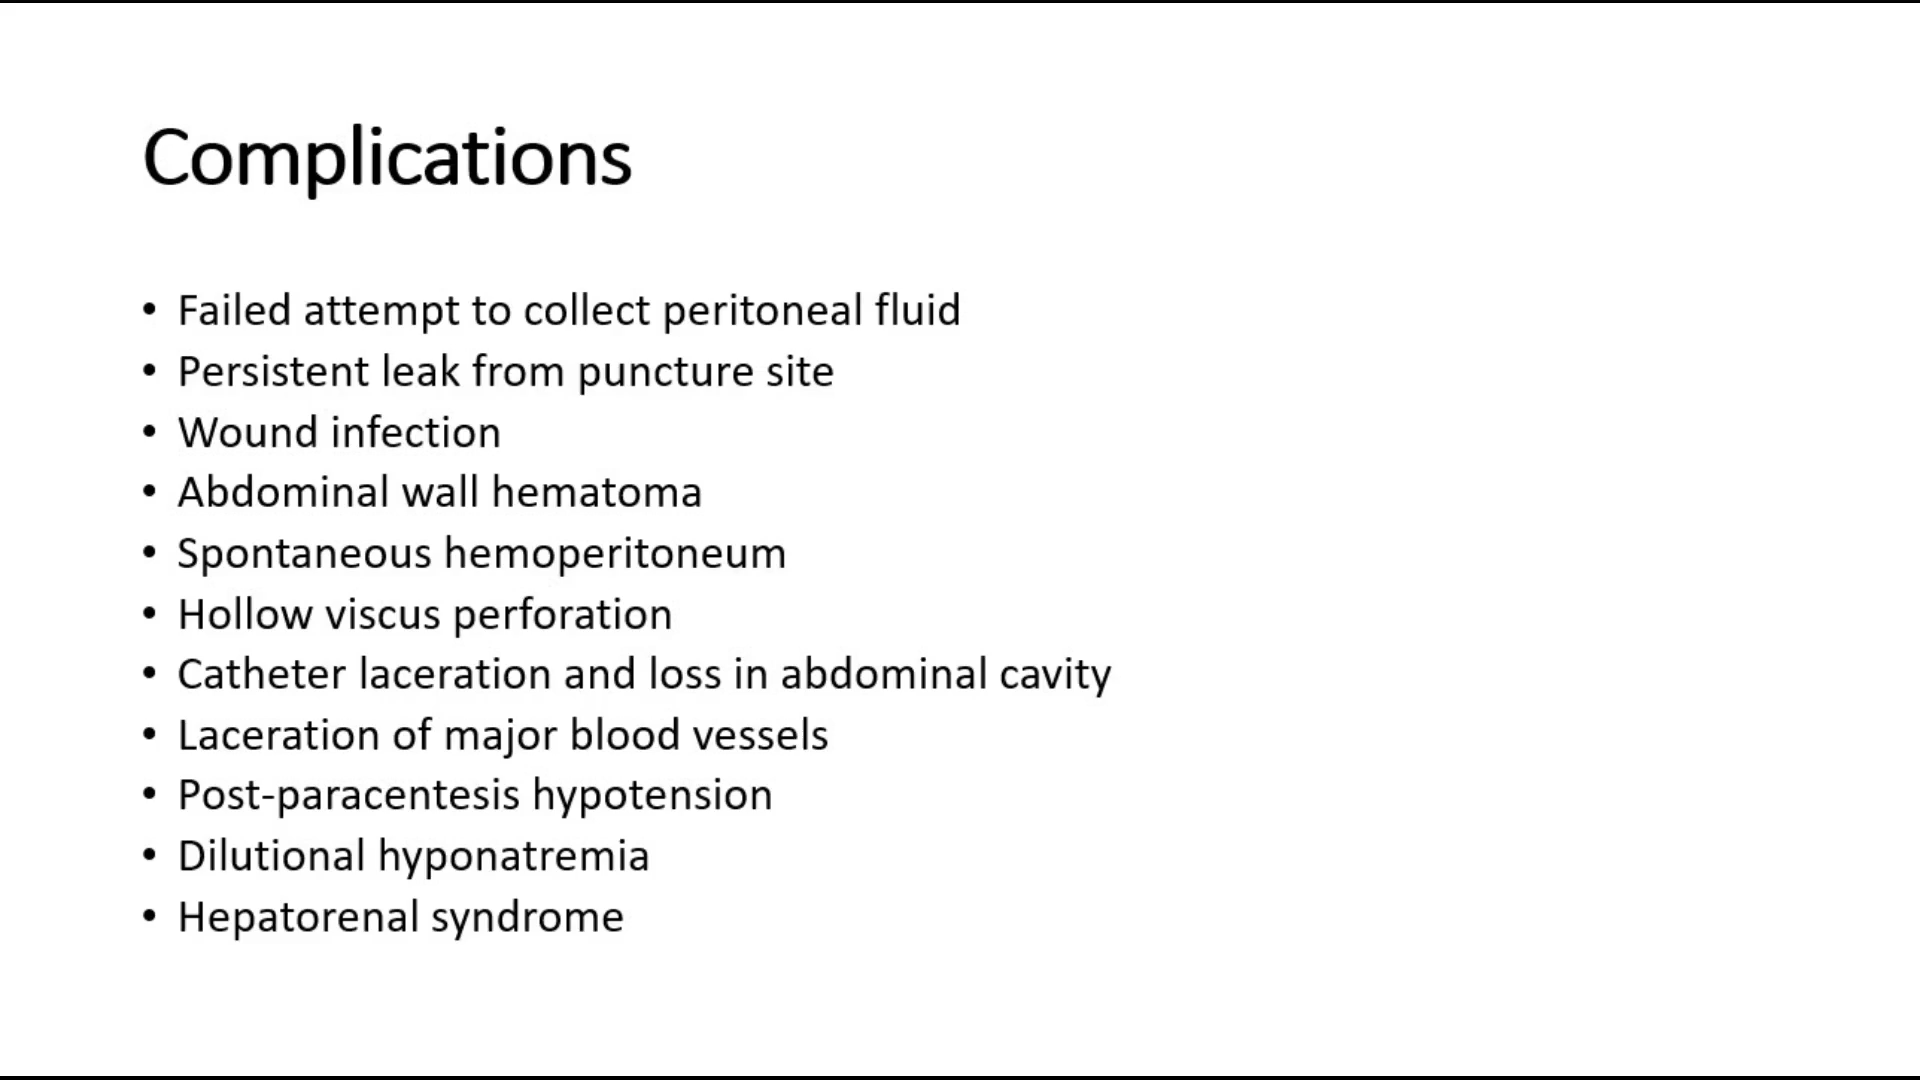 Complications
• Failed attempt to collect peritoneal fluid
• Persistent leak from puncture site
• Wound infection
• Abdominal wall hematoma
• Spontaneous hemoperitoneum
• Hollow viscus perforation
• Catheter laceration and loss in abdominal cavity
• Laceration of major blood vessels
• Post-paracentesis hypotension
• Dilutional hyponatremia
• Hepatorenal syndrome